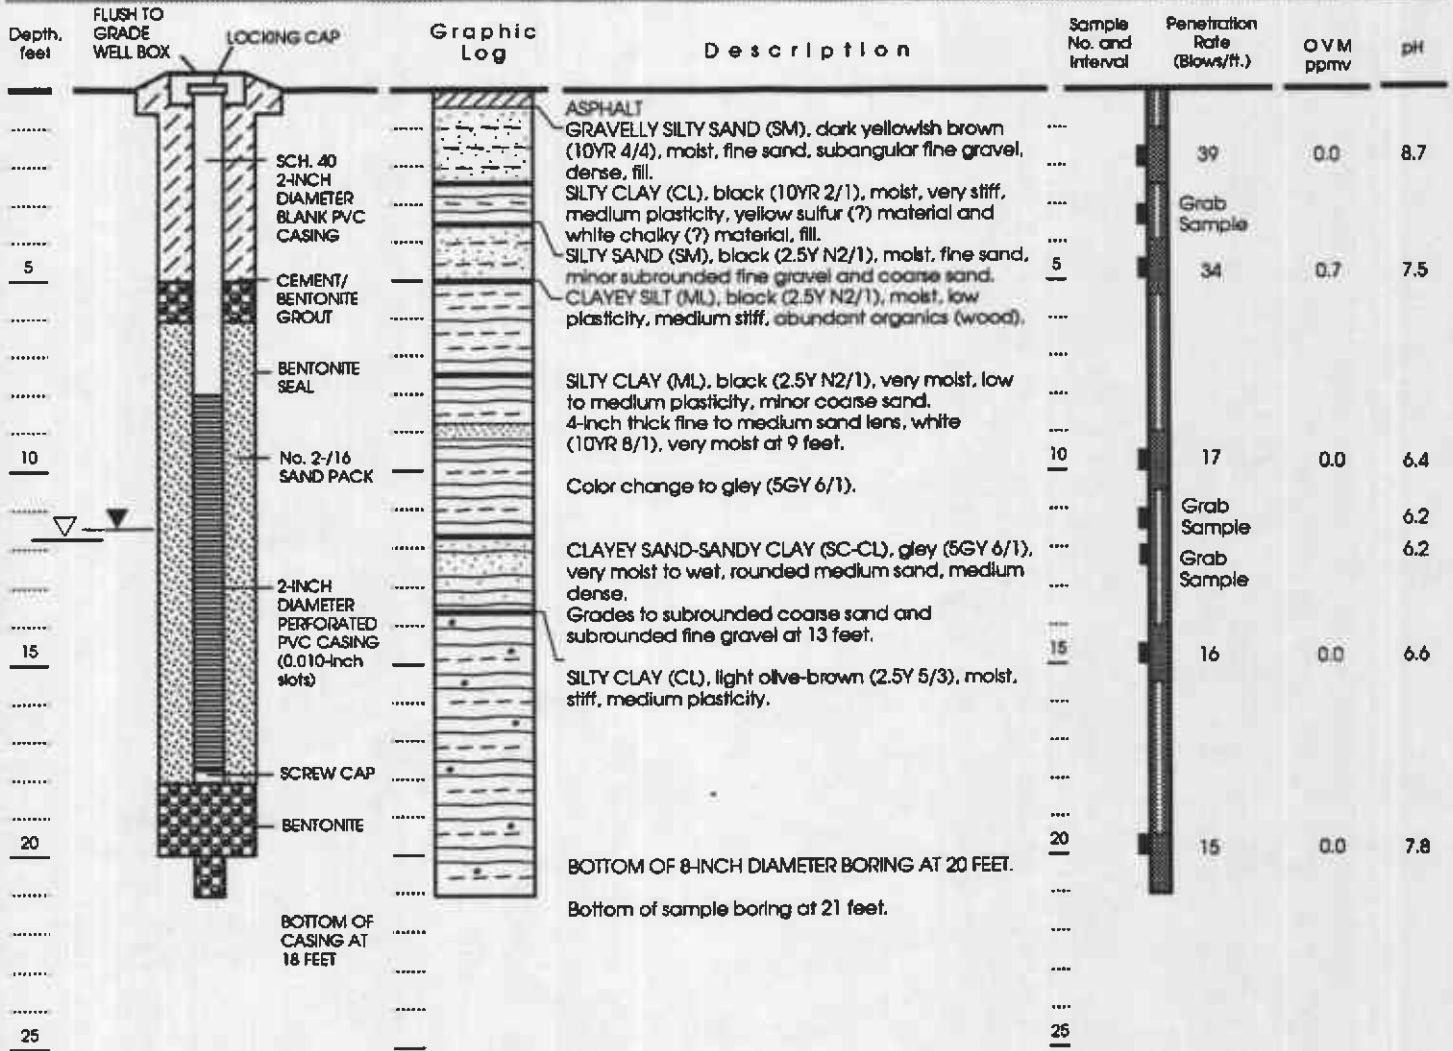 Depth,
feet
FLUSH TO
GRADE
WELL BOX
LOCKING CAP
Graphic
Log
Description
Sample
No. and
Interval
Penetration
Rate
(Blows/ft.)
OVM
ppmv
pH
SCH. 40
2-INCH
DIAMETER
BLANK PVC
CASING
CEMENT/
BENTONITE
GROUT
BENTONITE
SEAL
No. 2-/16
SAND PACK
2-INCH
DIAMETER
PERFORATED
PVC CASING
(0.010-inch
slots)
SCREW CAP
BENTONITE
BOTTOM OF
CASING AT
18 FEET
5
10
15
20
25
ASPHALT
GRAVELLY SILTY SAND (SM), dark yellowish brown
(10YR 4/4), moist, fine sand, subangular fine gravel,
dense, fill.
SILTY CLAY (CL), black (10YR 2/1), moist, very stiff,
medium plasticity, yellow sulfur (?) material and
white chalky (?) material, fill.
SILTY SAND (SM), black (2.5Y N2/1), moist, fine sand,
minor subrounded fine gravel and coarse sand.
CLAYEY SILT (ML), black (2.5Y N2/1), moist, low
plasticity, medium stiff, abundant organics (wood).
SILTY CLAY (ML), black (2.5Y N2/1), very moist, low
to medium plasticity, minor coarse sand.
4-inch thick fine to medium sand lens, white
(10YR 8/1), very moist at 9 feet.
Color change to gley (5GY 6/1).
CLAYEY SAND-SANDY CLAY (SC-CL), gley (5GY 6/1),
very moist to wet, rounded medium sand, medium
dense.
Grades to subrounded coarse sand and
subrounded fine gravel at 13 feet.
SILTY CLAY (CL), light olive-brown (2.5Y 5/3), moist,
stiff, medium plasticity.
BOTTOM OF 8-INCH DIAMETER BORING AT 20 FEET.
Bottom of sample boring at 21 feet.
5
10
15
20
25
39 0.0 8.7
Grab
Sample
34 0.7 7.5
17 0.0 6.4
Grab
Sample
6.2
Grab
Sample
6.2
16 0.0 6.6
15 0.0 7.8